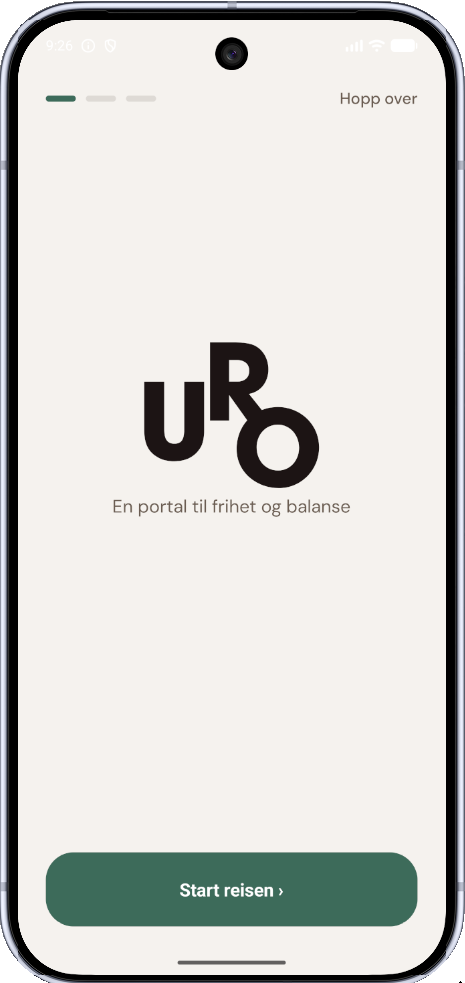 9:26
Hopp over
URO
En portal til frihet og balanse
Start reisen ›